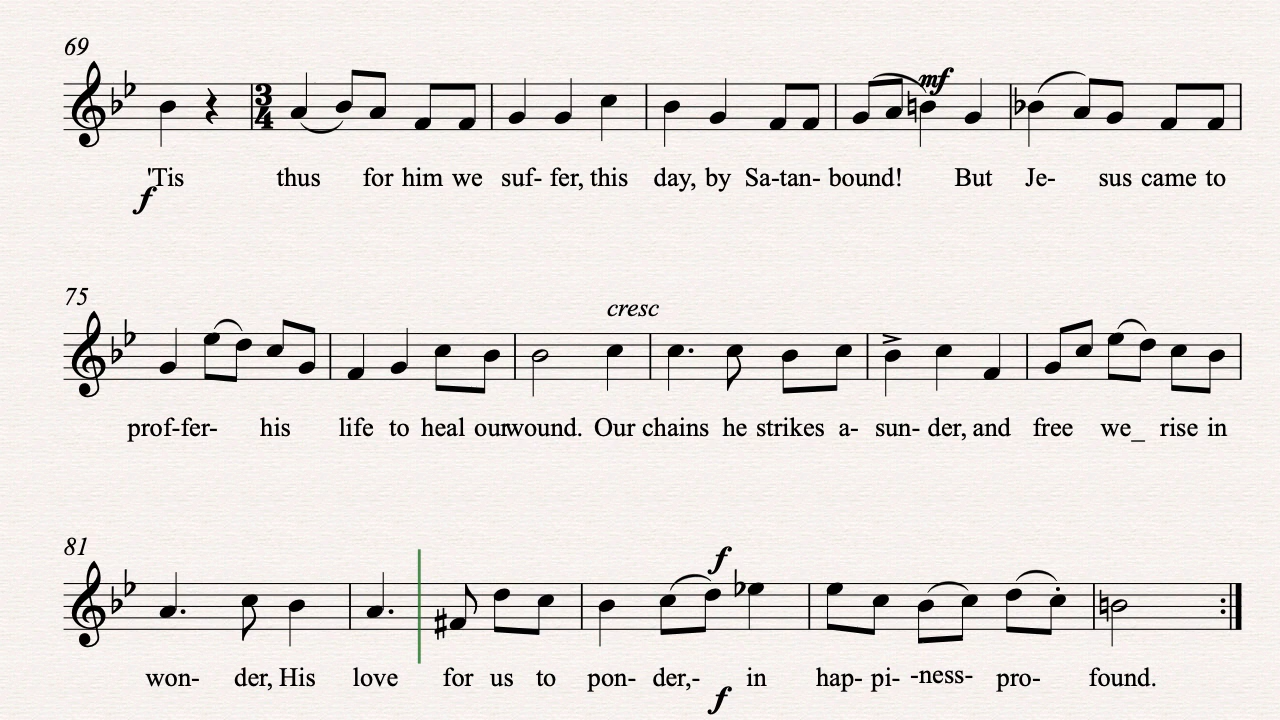 69
3
4
mf
'Tis thus for him we suf- fer, this day, by Sa-tan- bound! But Je- sus came to
f
75
cresc
prof-fer- his life to heal our wound. Our chains he strikes a- sun- der, and free we_ rise in
81
f
won- der, His love for us to pon- der,- in hap- pi- -ness- pro- found.
f